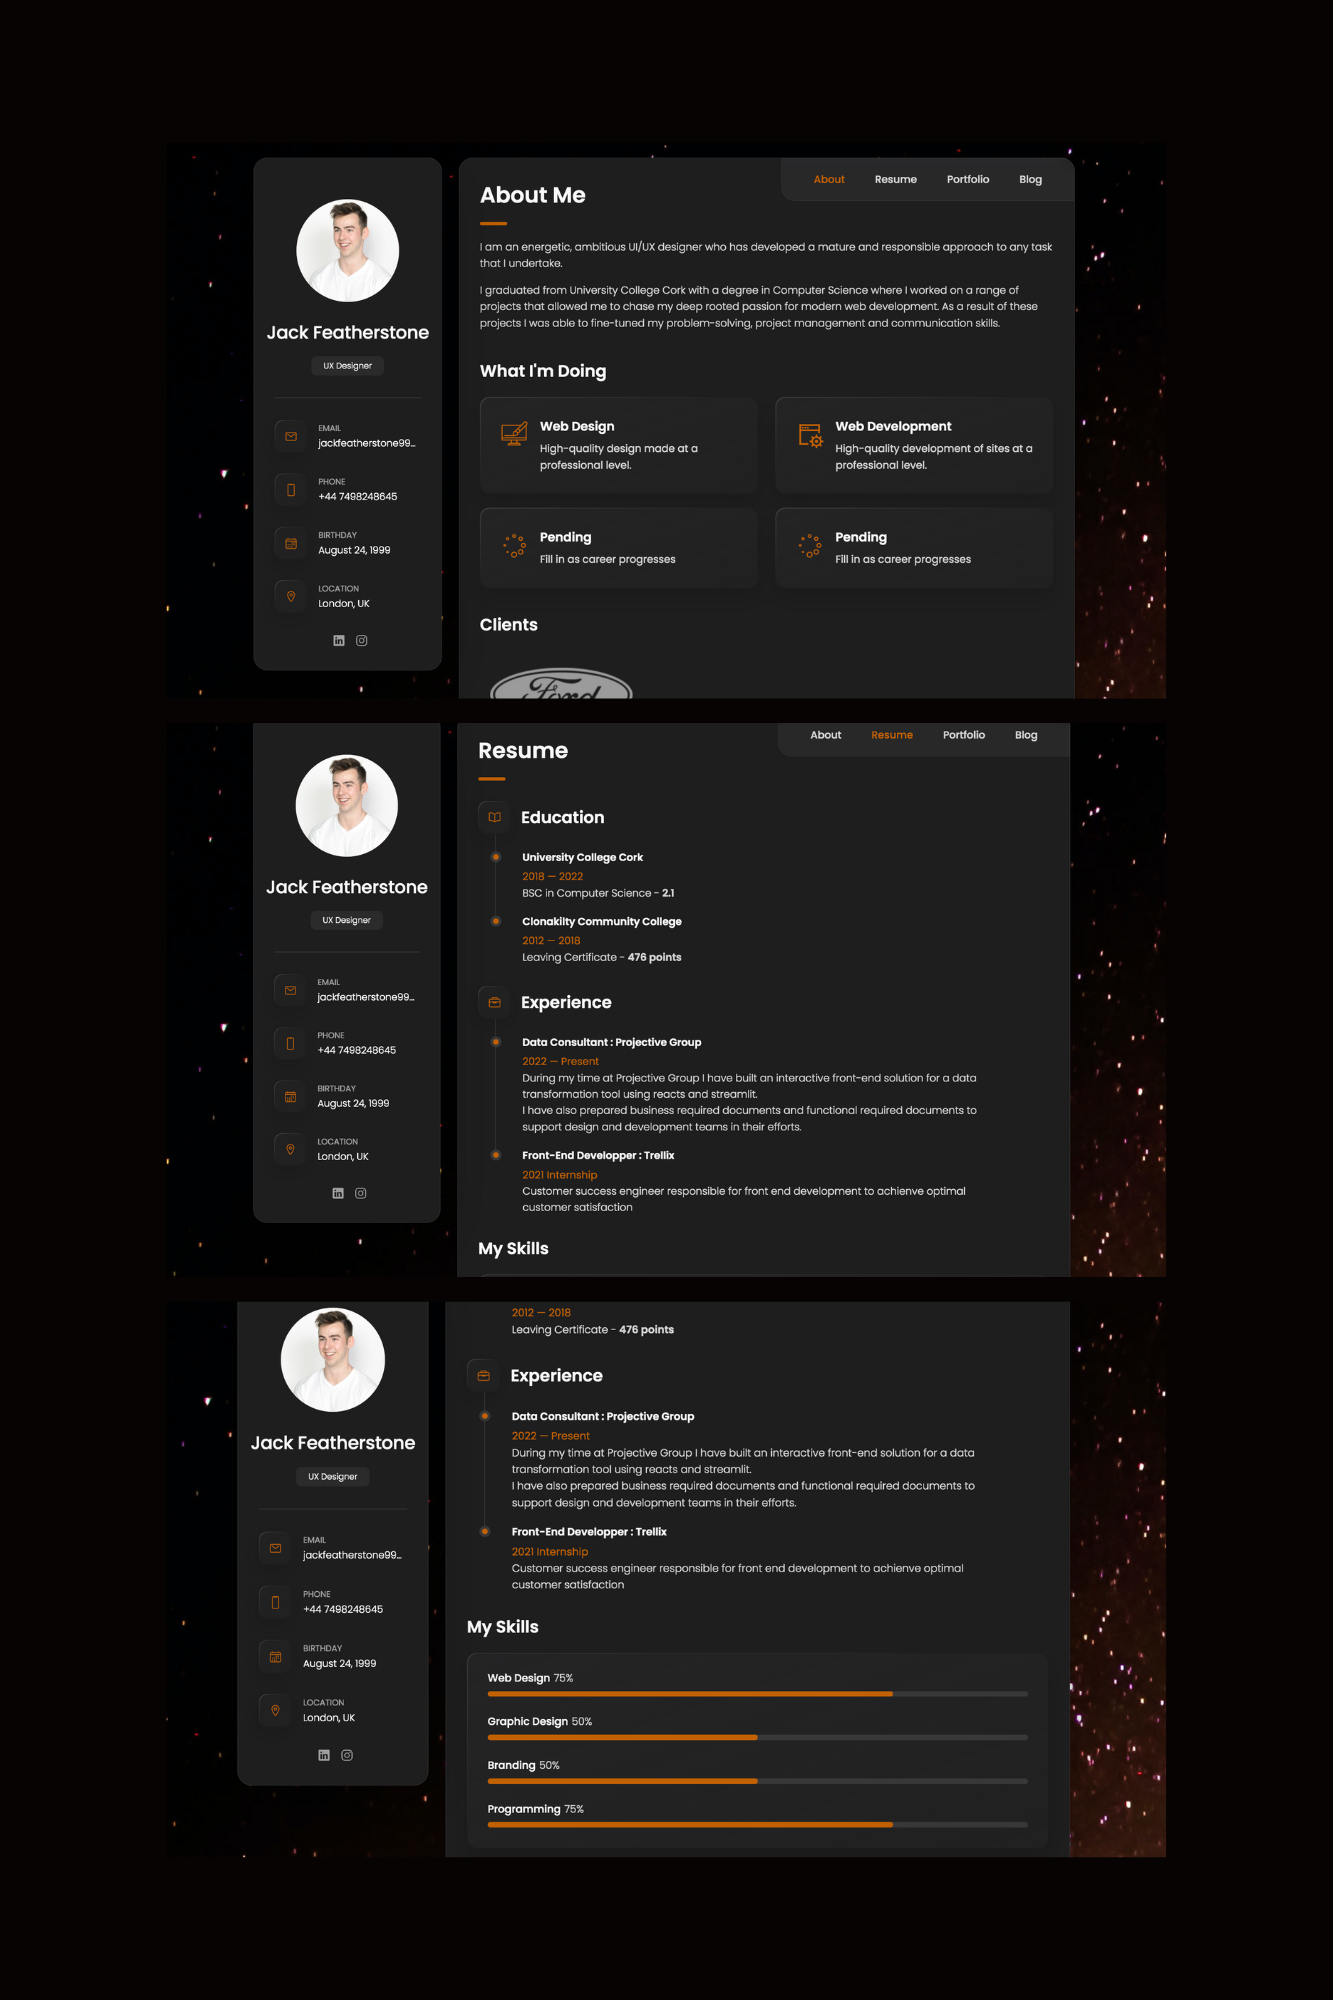 Jack Featherstone
UX Designer
EMAIL
jackfeatherstone99...
PHONE
+44 7498248645
BIRTHDAY
August 24, 1999
LOCATION
London, UK
About Resume Portfolio Blog
About Me
I am an energetic, ambitious UI/UX designer who has developed a mature and responsible approach to any task
that I undertake.
I graduated from University College Cork with a degree in Computer Science where I worked on a range of
projects that allowed me to chase my deep rooted passion for modern web development. As a result of these
projects I was able to fine-tuned my problem-solving, project management and communication skills.
What I'm Doing
Web Design
High-quality design made at a
professional level.
Web Development
High-quality development of sites at a
professional level.
Pending
Fill in as career progresses
Pending
Fill in as career progresses
Clients
Ford
Jack Featherstone
UX Designer
EMAIL
jackfeatherstone99...
PHONE
+44 7498248645
BIRTHDAY
August 24, 1999
LOCATION
London, UK
About Resume Portfolio Blog
Resume
Education
University College Cork
2018 — 2022
BSC in Computer Science - 2.1
Clonakilty Community College
2012 — 2018
Leaving Certificate - 476 points
Experience
Data Consultant : Projective Group
2022 — Present
During my time at Projective Group I have built an interactive front-end solution for a data
transformation tool using reacts and streamlit.
I have also prepared business required documents and functional required documents to
support design and development teams in their efforts.
Front-End Developper : Trellix
2021 Internship
Customer success engineer responsible for front end development to achienve optimal
customer satisfaction
My Skills
Jack Featherstone
UX Designer
EMAIL
jackfeatherstone99...
PHONE
+44 7498248645
BIRTHDAY
August 24, 1999
LOCATION
London, UK
2012 — 2018
Leaving Certificate - 476 points
Experience
Data Consultant : Projective Group
2022 — Present
During my time at Projective Group I have built an interactive front-end solution for a data
transformation tool using reacts and streamlit.
I have also prepared business required documents and functional required documents to
support design and development teams in their efforts.
Front-End Developper : Trellix
2021 Internship
Customer success engineer responsible for front end development to achienve optimal
customer satisfaction
My Skills
Web Design 75%
Graphic Design 50%
Branding 50%
Programming 75%